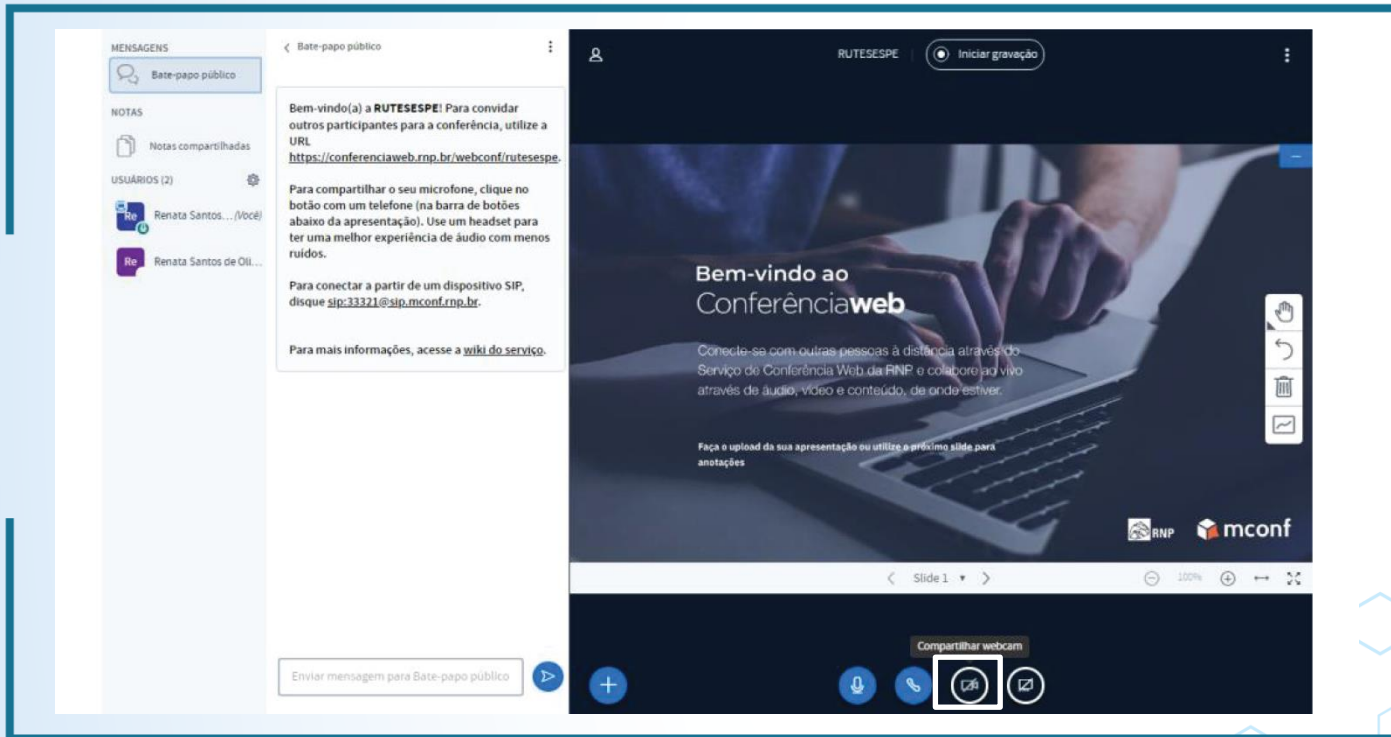 MENSAGENS
Bate-papo público
NOTAS
Notas compartilhadas
USUÁRIOS (2)
Re
Renata Santos... (Você)
Re
Renata Santos de Oli...
Bate-papo público
Bem-vindo(a) a RUTESESPE! Para convidar
outros participantes para a conferência, utilize a
URL
https://conferenciaweb.rnp.br/webconf/rutesespe.
Para compartilhar o seu microfone, clique no
botão com um telefone (na barra de botões
abaixo da apresentação). Use um headset para
ter uma melhor experiência de áudio com menos
ruídos.
Para conectar a partir de um dispositivo SIP,
disque sip:33321@sip.mconf.rnp.br.
Para mais informações, acesse a wiki do serviço.
Enviar mensagem para Bate-papo público
RUTESESPE
Iniciar gravação
Bem-vindo ao
Conferênciaweb
Conecte-se com outras pessoas à distância através do
Serviço de Conferência Web da RNP e colabore ao vivo
através de áudio, vídeo e conteúdo, de onde estiver.
Faça o upload da sua apresentação ou utilize o próximo slide para
anotações
RNP
mconf
Slide 1
100%
Compartilhar webcam